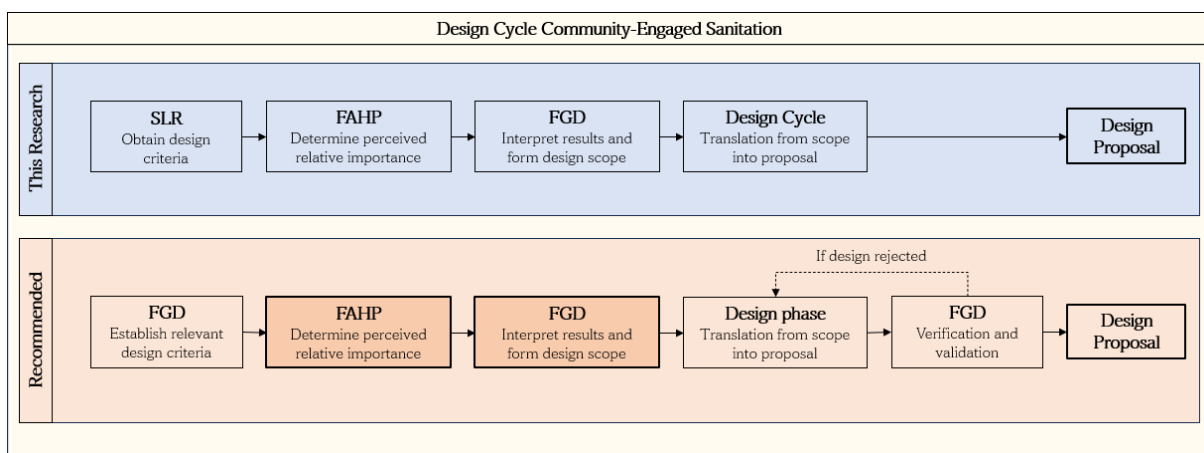 Design Cycle Community-Engaged Sanitation
This Research
SLR
Obtain design
criteria
FAHP
Determine perceived
relative importance
FGD
Interpret results and
form design scope
Design Cycle
Translation from scope
into proposal
Design
Proposal
Recommended
If design rejected
FGD
Establish relevant
design criteria
FAHP
Determine perceived
relative importance
FGD
Interpret results and
form design scope
Design phase
Translation from scope
into proposal
FGD
Verification and
validation
Design
Proposal